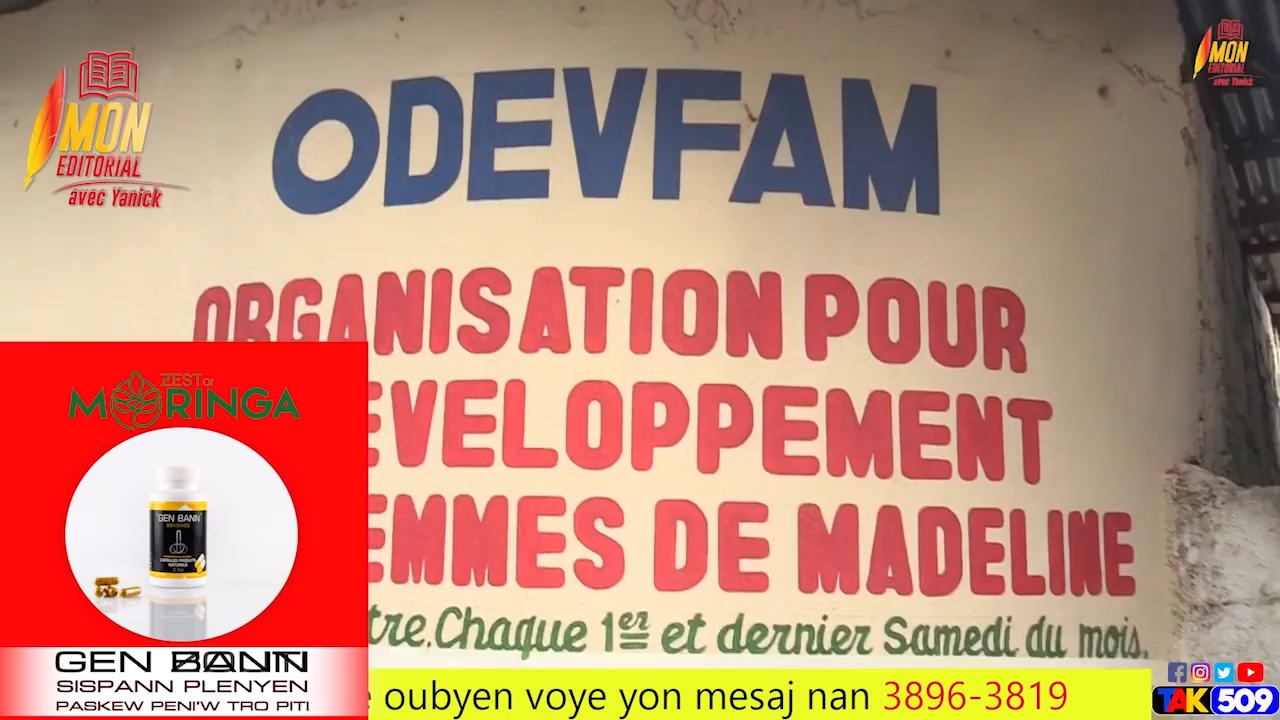 MON
EDITORIAL
avec Yanick
MON
EDITORIAL
avec Yanick
ODEVFAM
ORGANISATION POUR
EVELOPPEMENT
EMMES DE MADELINE
tre. Chaque 1er et dernier Samedi du mois.
ZEST of
MORINGA
GEN BANN
GEN BANN
SISPANN PLENYEN
PASKEW PENI'W TRO PITI
oubyen voye yon mesaj nan 3896-3819
TAK 509